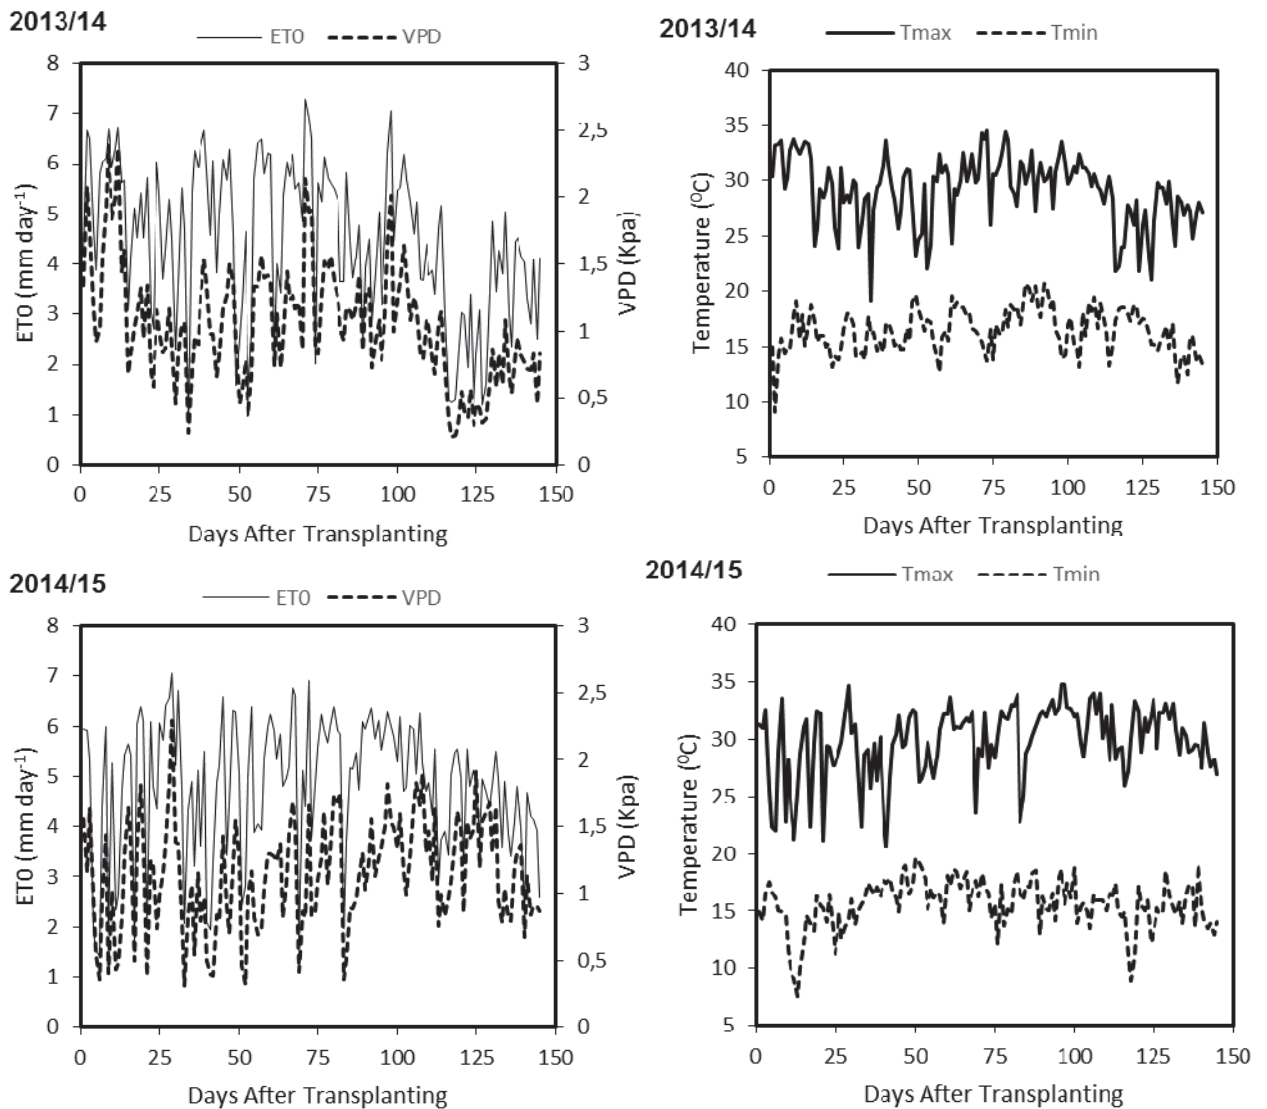 2013/14
ET0 VPD
8
7
6
5
4
3
2
1
0
ET0 (mm day-1)
3
2,5
2
1,5
1
0,5
0
VPD (Kpa)
0 25 50 75 100 125 150
Days After Transplanting
2013/14
Tmax Tmin
40
35
30
25
20
15
10
5
Temperature (⁰C)
0 25 50 75 100 125 150
Days After Transplanting
2014/15
ET0 VPD
8
7
6
5
4
3
2
1
0
ET0 (mm day-1)
3
2,5
2
1,5
1
0,5
0
VPD (Kpa)
0 25 50 75 100 125 150
Days After Transplanting
2014/15
Tmax Tmin
40
35
30
25
20
15
10
5
Temperature (⁰C)
0 25 50 75 100 125 150
Days After Transplanting